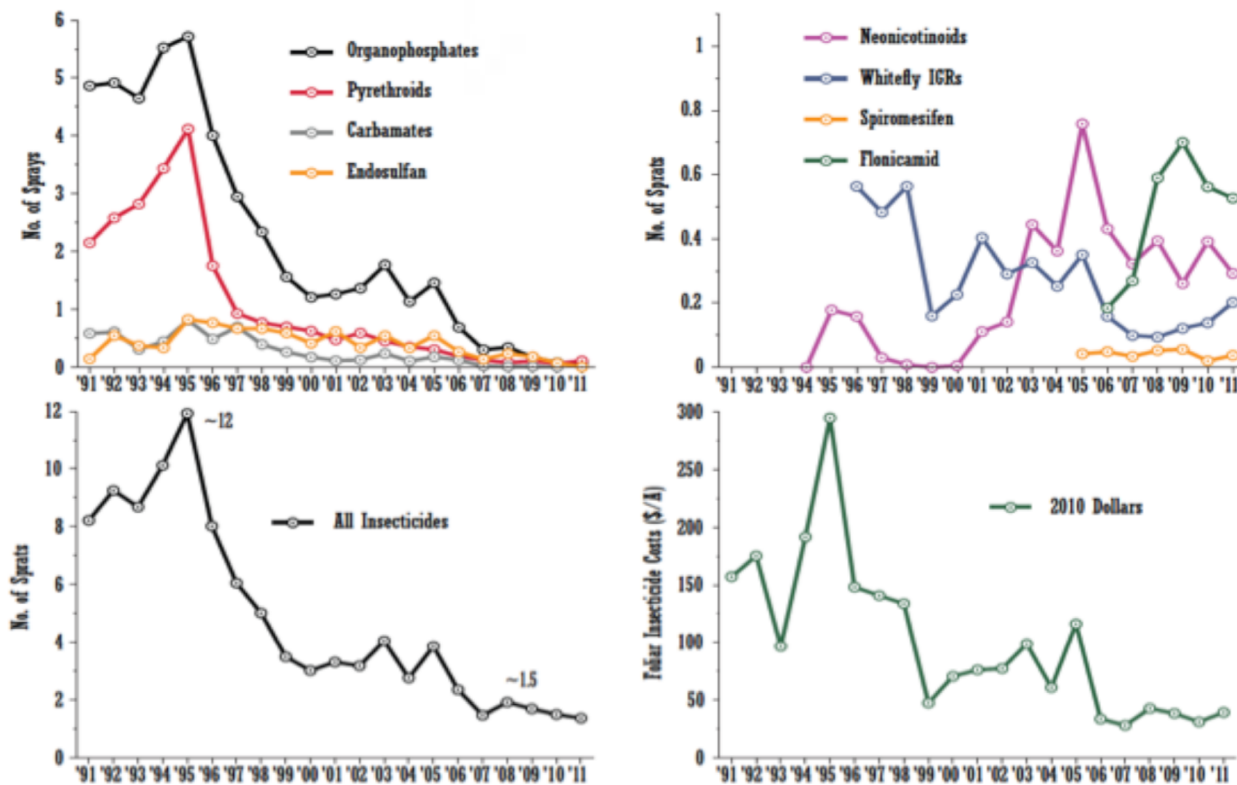 6
5
4
3
2
1
0
No. of Sprays
Organophosphates
Pyrethroids
Carbamates
Endosulfan
'91 '92 '93 '94 '95 '96 '97 '98 '99 '00 '01 '02 '03 '04 '05 '06 '07 '08 '09 '10 '11
1
0.8
0.6
0.4
0.2
0
No. of Sprats
Neonicotinoids
Whitefly IGRs
Spiromesifen
Flonicamid
'91 '92 '93 '94 '95 '96 '97 '98 '99 '00 '01 '02 '03 '04 '05 '06 '07 '08 '09 '10 '11
12
10
8
6
4
2
0
No. of Sprats
~12
All Insecticides
~1.5
'91 '92 '93 '94 '95 '96 '97 '98 '99 '00 '01 '02 '03 '04 '05 '06 '07 '08 '09 '10 '11
300
250
200
150
100
50
0
Foliar Insecticide Costs ($/A)
2010 Dollars
'91 '92 '93 '94 '95 '96 '97 '98 '99 '00 '01 '02 '03 '04 '05 '06 '07 '08 '09 '10 '11